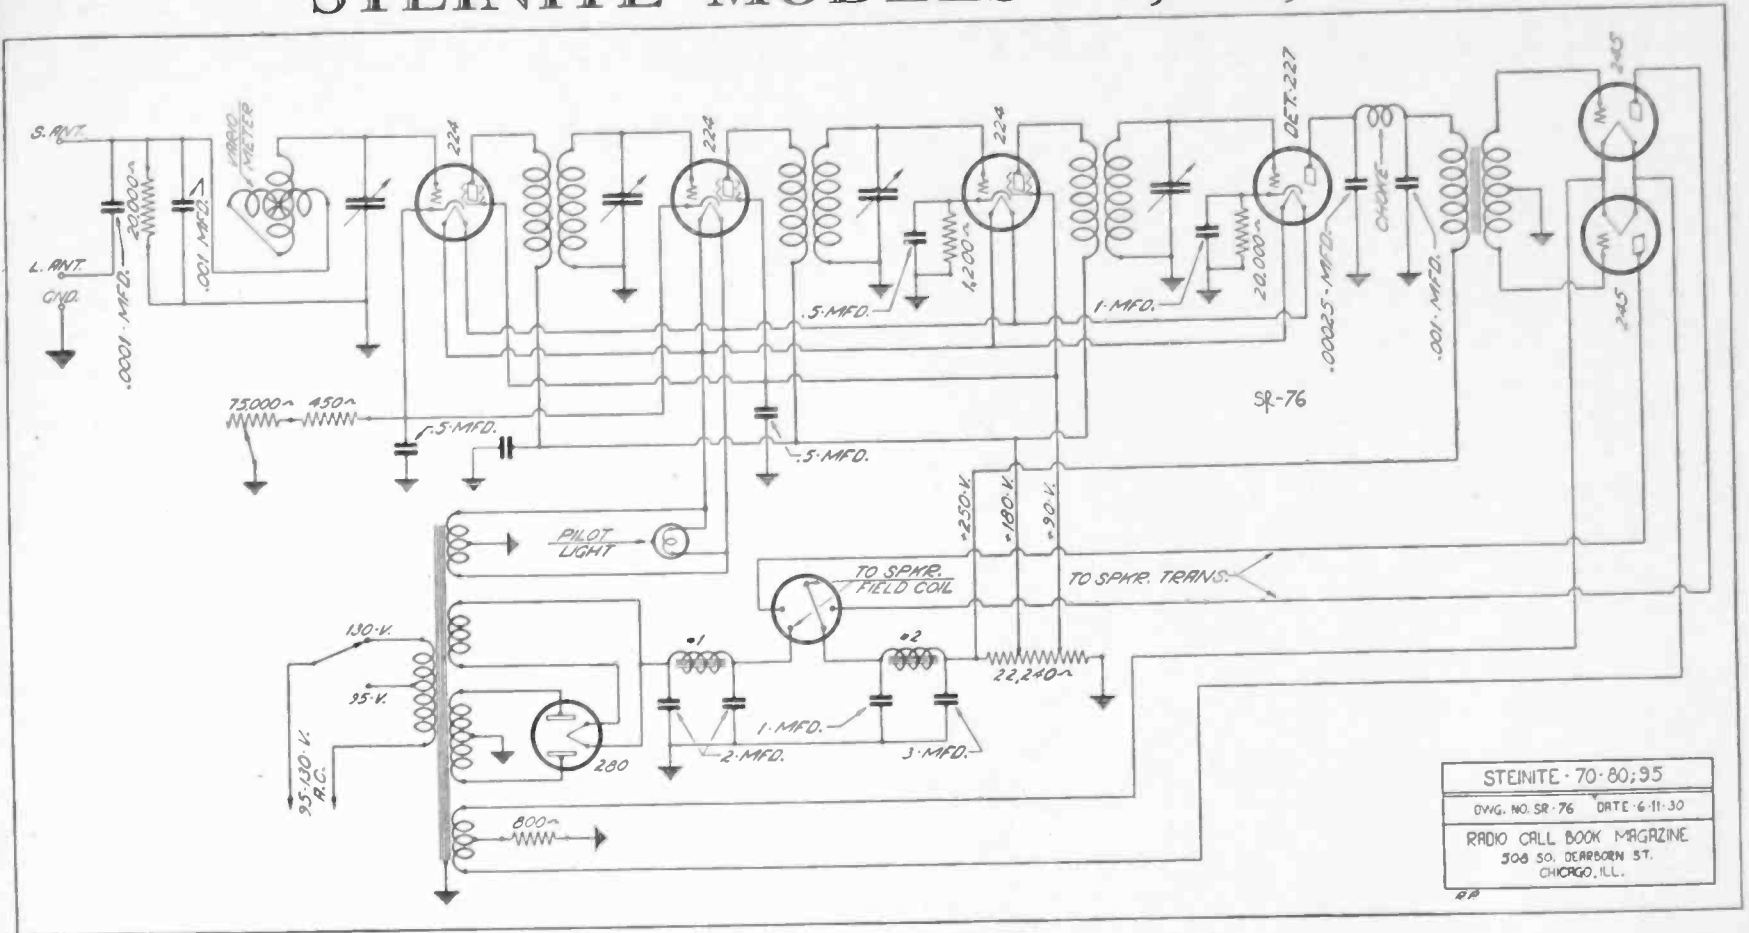 STEINITE MODELS
S. ANT.
L. ANT.
GND.
.0001-MFD.
20,000~
.001 MFD.
VARIO
METER
224
224
224
DET.-227
245
245
CHOKE
.00025-MFD.
.001-MFD.
1,200~
.5-MFD.
20,000~
1-MFD.
SR-76
75,000~
450~
.5-MFD.
.5-MFD.
+250-V.
+180-V.
+90-V.
PILOT
LIGHT
TO SPKR.
FIELD COIL
TO SPKR. TRANS.
130-V.
95-V.
95-130-V.
A.C.
#1
#2
22,240~
1-MFD.
2-MFD.
3-MFD.
280
800~
STEINITE-70-80;95
DWG. NO. SR-76 DATE-6-11-30
RADIO CALL BOOK MAGAZINE
508 SO. DEARBORN ST.
CHICAGO, ILL.